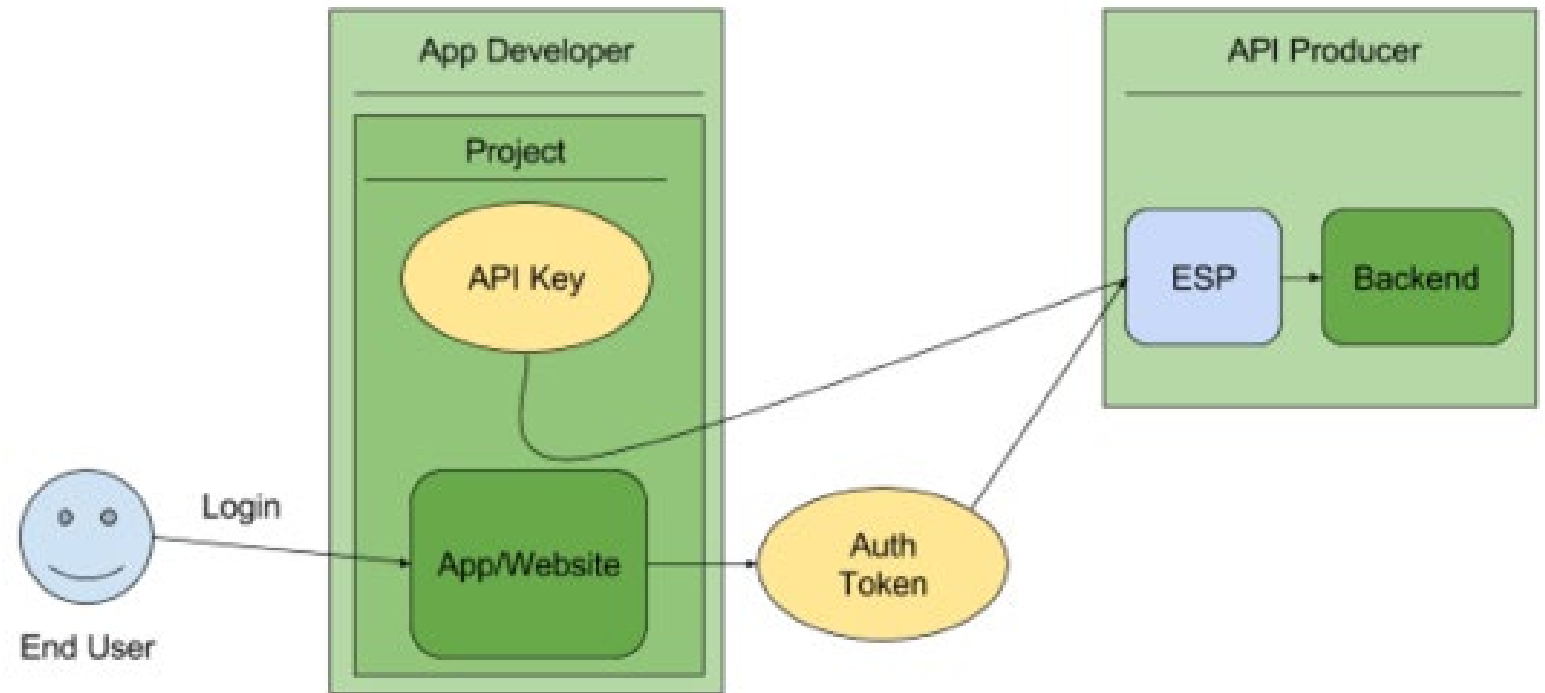 App Developer
API Producer
Project
API Key
ESP
Backend
Login
App/Website
Auth
Token
End User